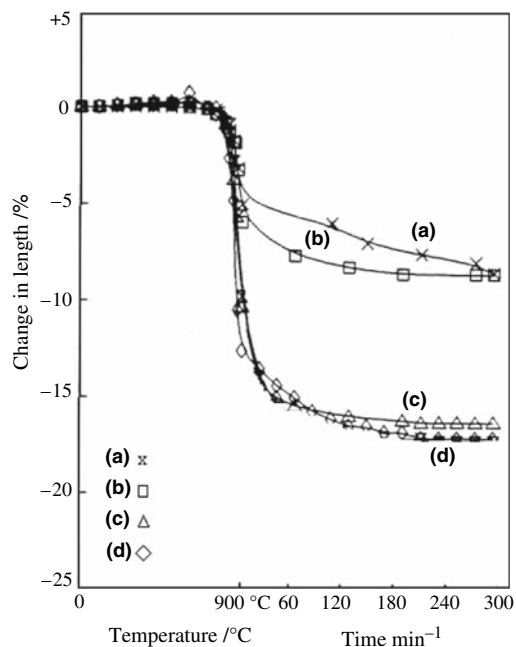 +5
0
−5
−10
−15
−20
−25
Change in length /%
(a)
(b)
(c)
(d)
(a)
(b)
(c)
(d)
0 900 °C 60 120 180 240 300
Temperature /°C Time min⁻¹